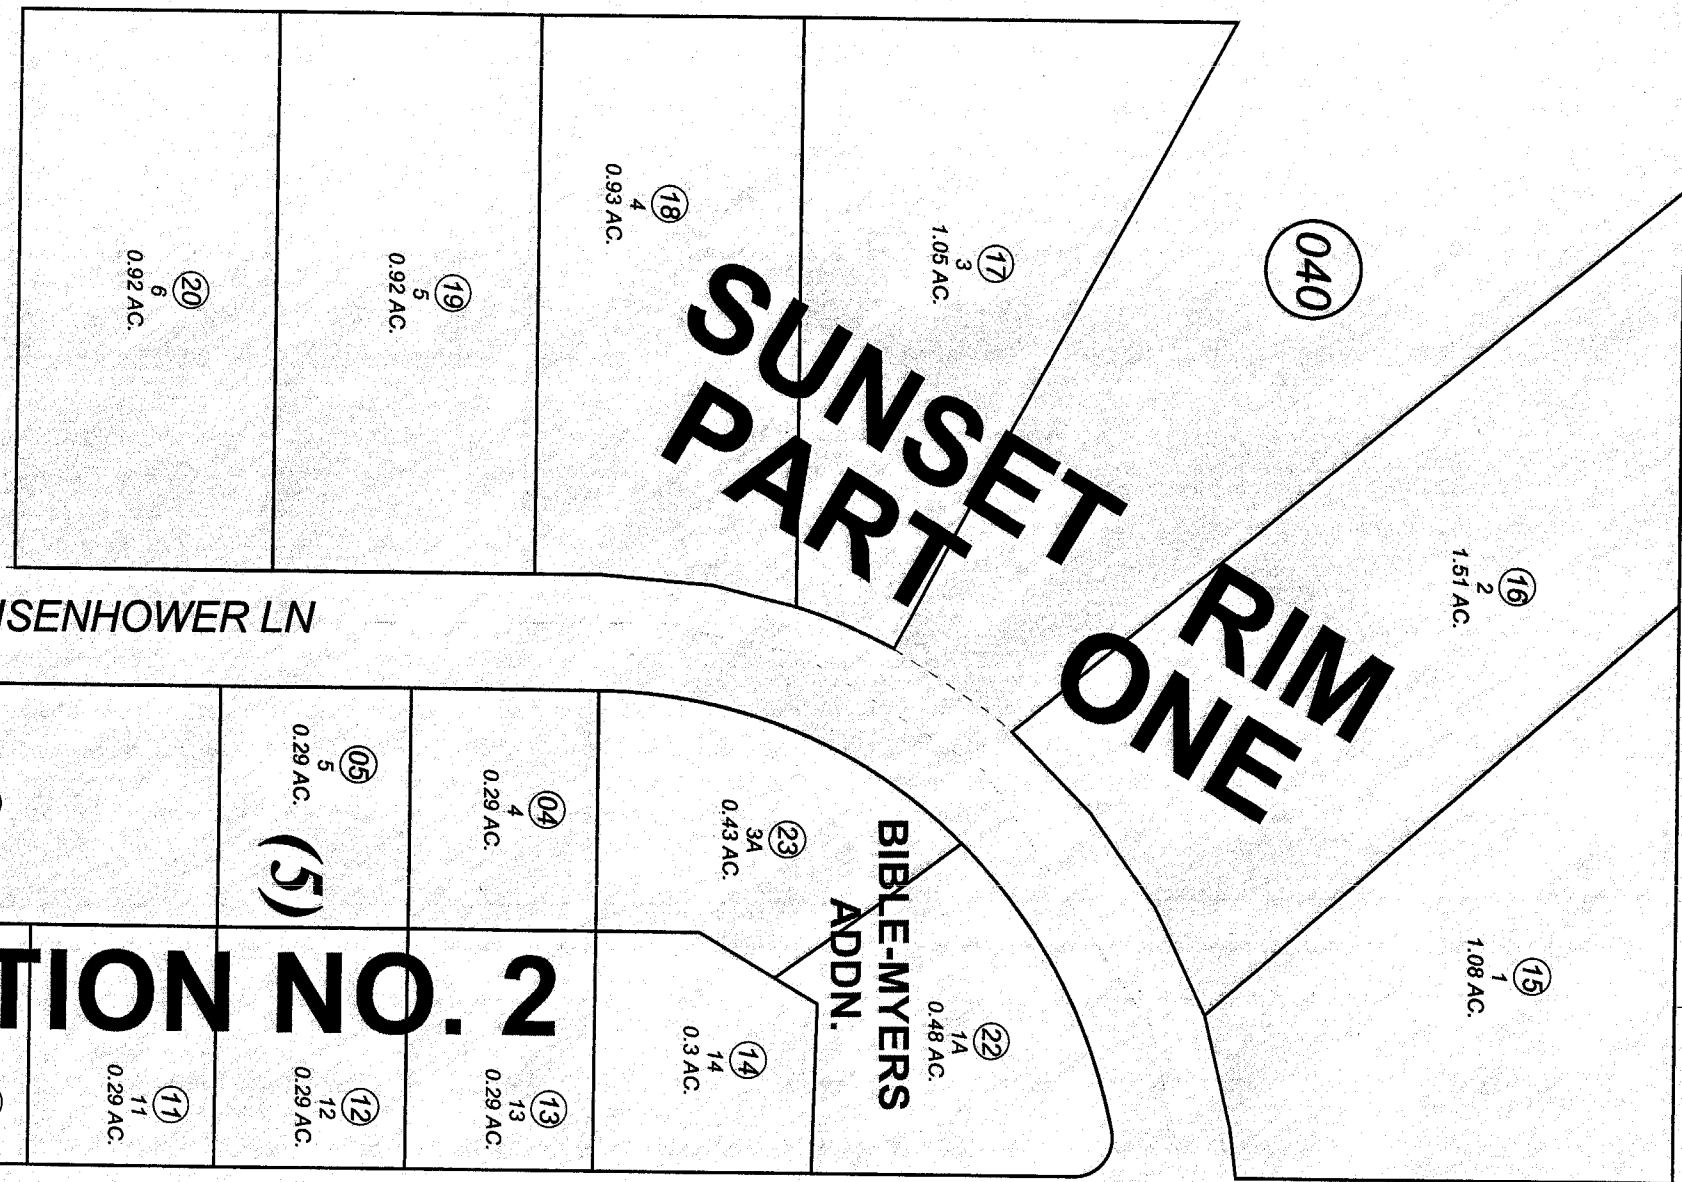 040
17
3
1.05 AC.
18
4
0.93 AC.
19
5
0.92 AC.
20
6
0.92 AC.
16
2
1.51 AC.
15
1
1.08 AC.
SUNSET RIM
PART ONE
ISENHOWER LN
05
5
0.29 AC.
(5)
04
4
0.29 AC.
23
3A
0.43 AC.
BIBLE-MYERS
ADDN.
22
1A
0.48 AC.
TION NO. 2
14
14
0.3 AC.
13
13
0.29 AC.
12
12
0.29 AC.
11
11
0.29 AC.